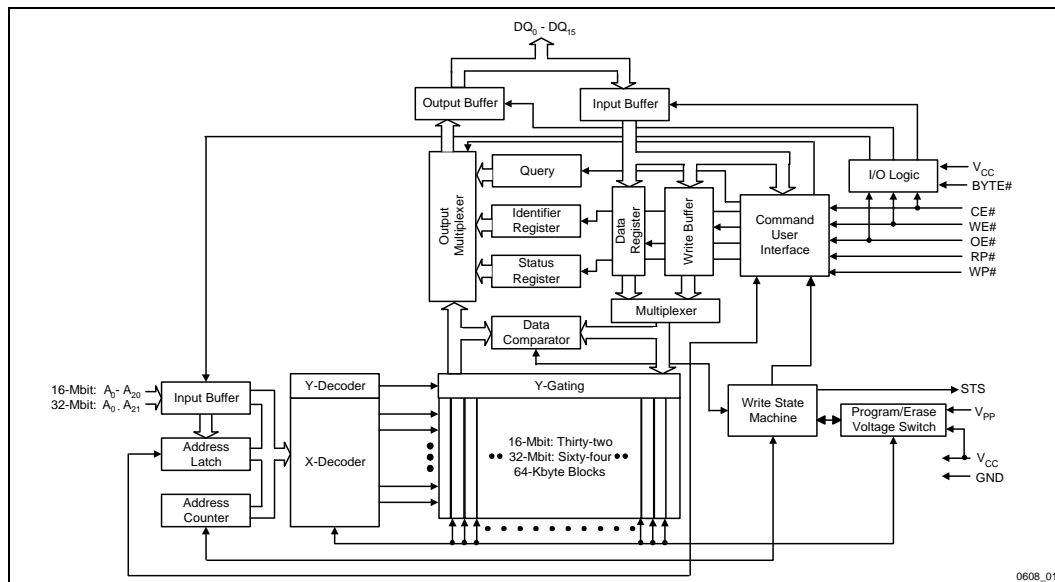 DQ0 - DQ15
Output Buffer
Input Buffer
Output
Multiplexer
Query
Identifier
Register
Status
Register
Data
Register
Write Buffer
Command
User
Interface
I/O Logic
VCC
BYTE#
CE#
WE#
OE#
RP#
WP#
Multiplexer
Data
Comparator
16-Mbit: A0- A20
32-Mbit: A0 - A21
Input Buffer
Y-Decoder
Y-Gating
Address
Latch
X-Decoder
16-Mbit: Thirty-two
32-Mbit: Sixty-four
64-Kbyte Blocks
Address
Counter
Write State
Machine
Program/Erase
Voltage Switch
STS
VPP
VCC
GND
0608_01